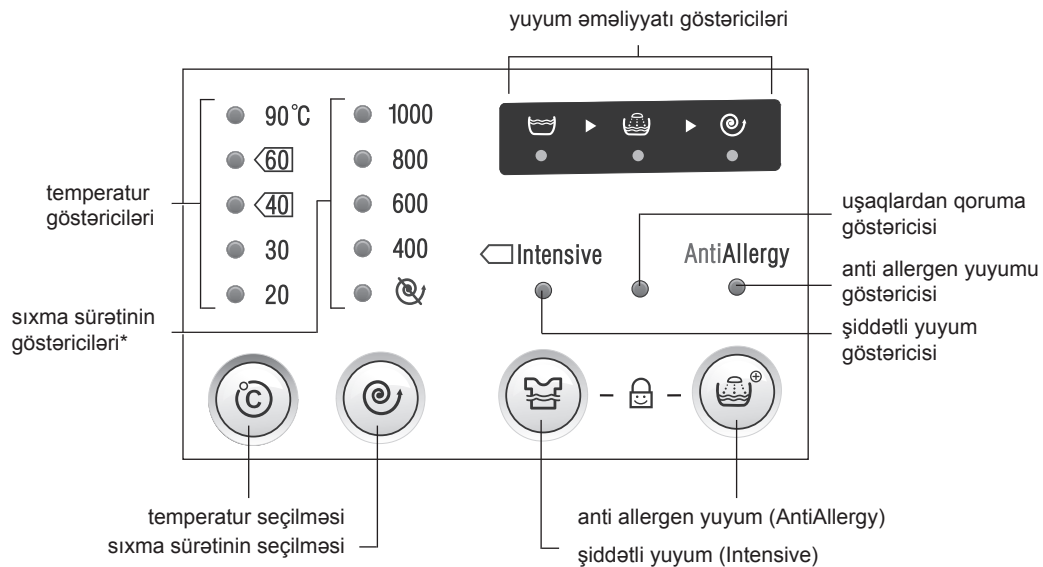 yuyum əməliyyatı göstəriciləri
90°C
60
40
30
20
1000
800
600
400
temperatur
göstəriciləri
sıxma sürətinin
göstəriciləri*
Intensive
AntiAllergy
uşaqlardan qoruma
göstəricisi
anti allergen yuyumu
göstəricisi
şiddətli yuyum
göstəricisi
°C
temperatur seçilməsi
sıxma sürətinin seçilməsi
anti allergen yuyum (AntiAllergy)
şiddətli yuyum (Intensive)